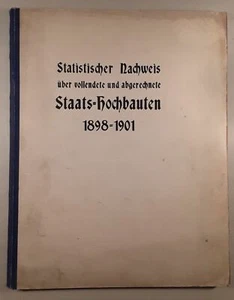 Statistischer Nachweis
über vollendete und abgerechnete
Staats-Hochbauten
1898-1901